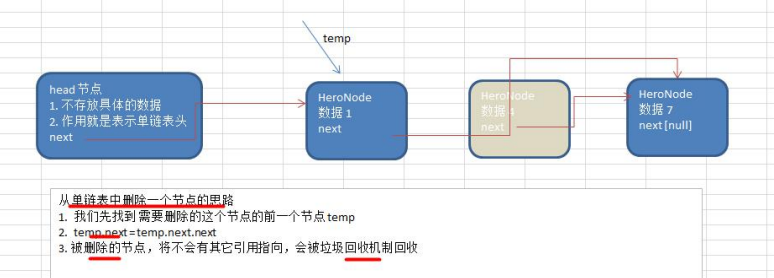 temp
head 节点
1. 不存放具体的数据
2. 作用就是表示单链表头
next
HeroNode
数据 1
next
HeroNode
数据 4
next
HeroNode
数据 7
next [null]
从单链表中删除一个节点的思路
1. 我们先找到 需要删除的这个节点的前一个节点 temp
2. temp.next=temp.next.next
3. 被删除的节点，将不会有其它引用指向，会被垃圾回收机制回收